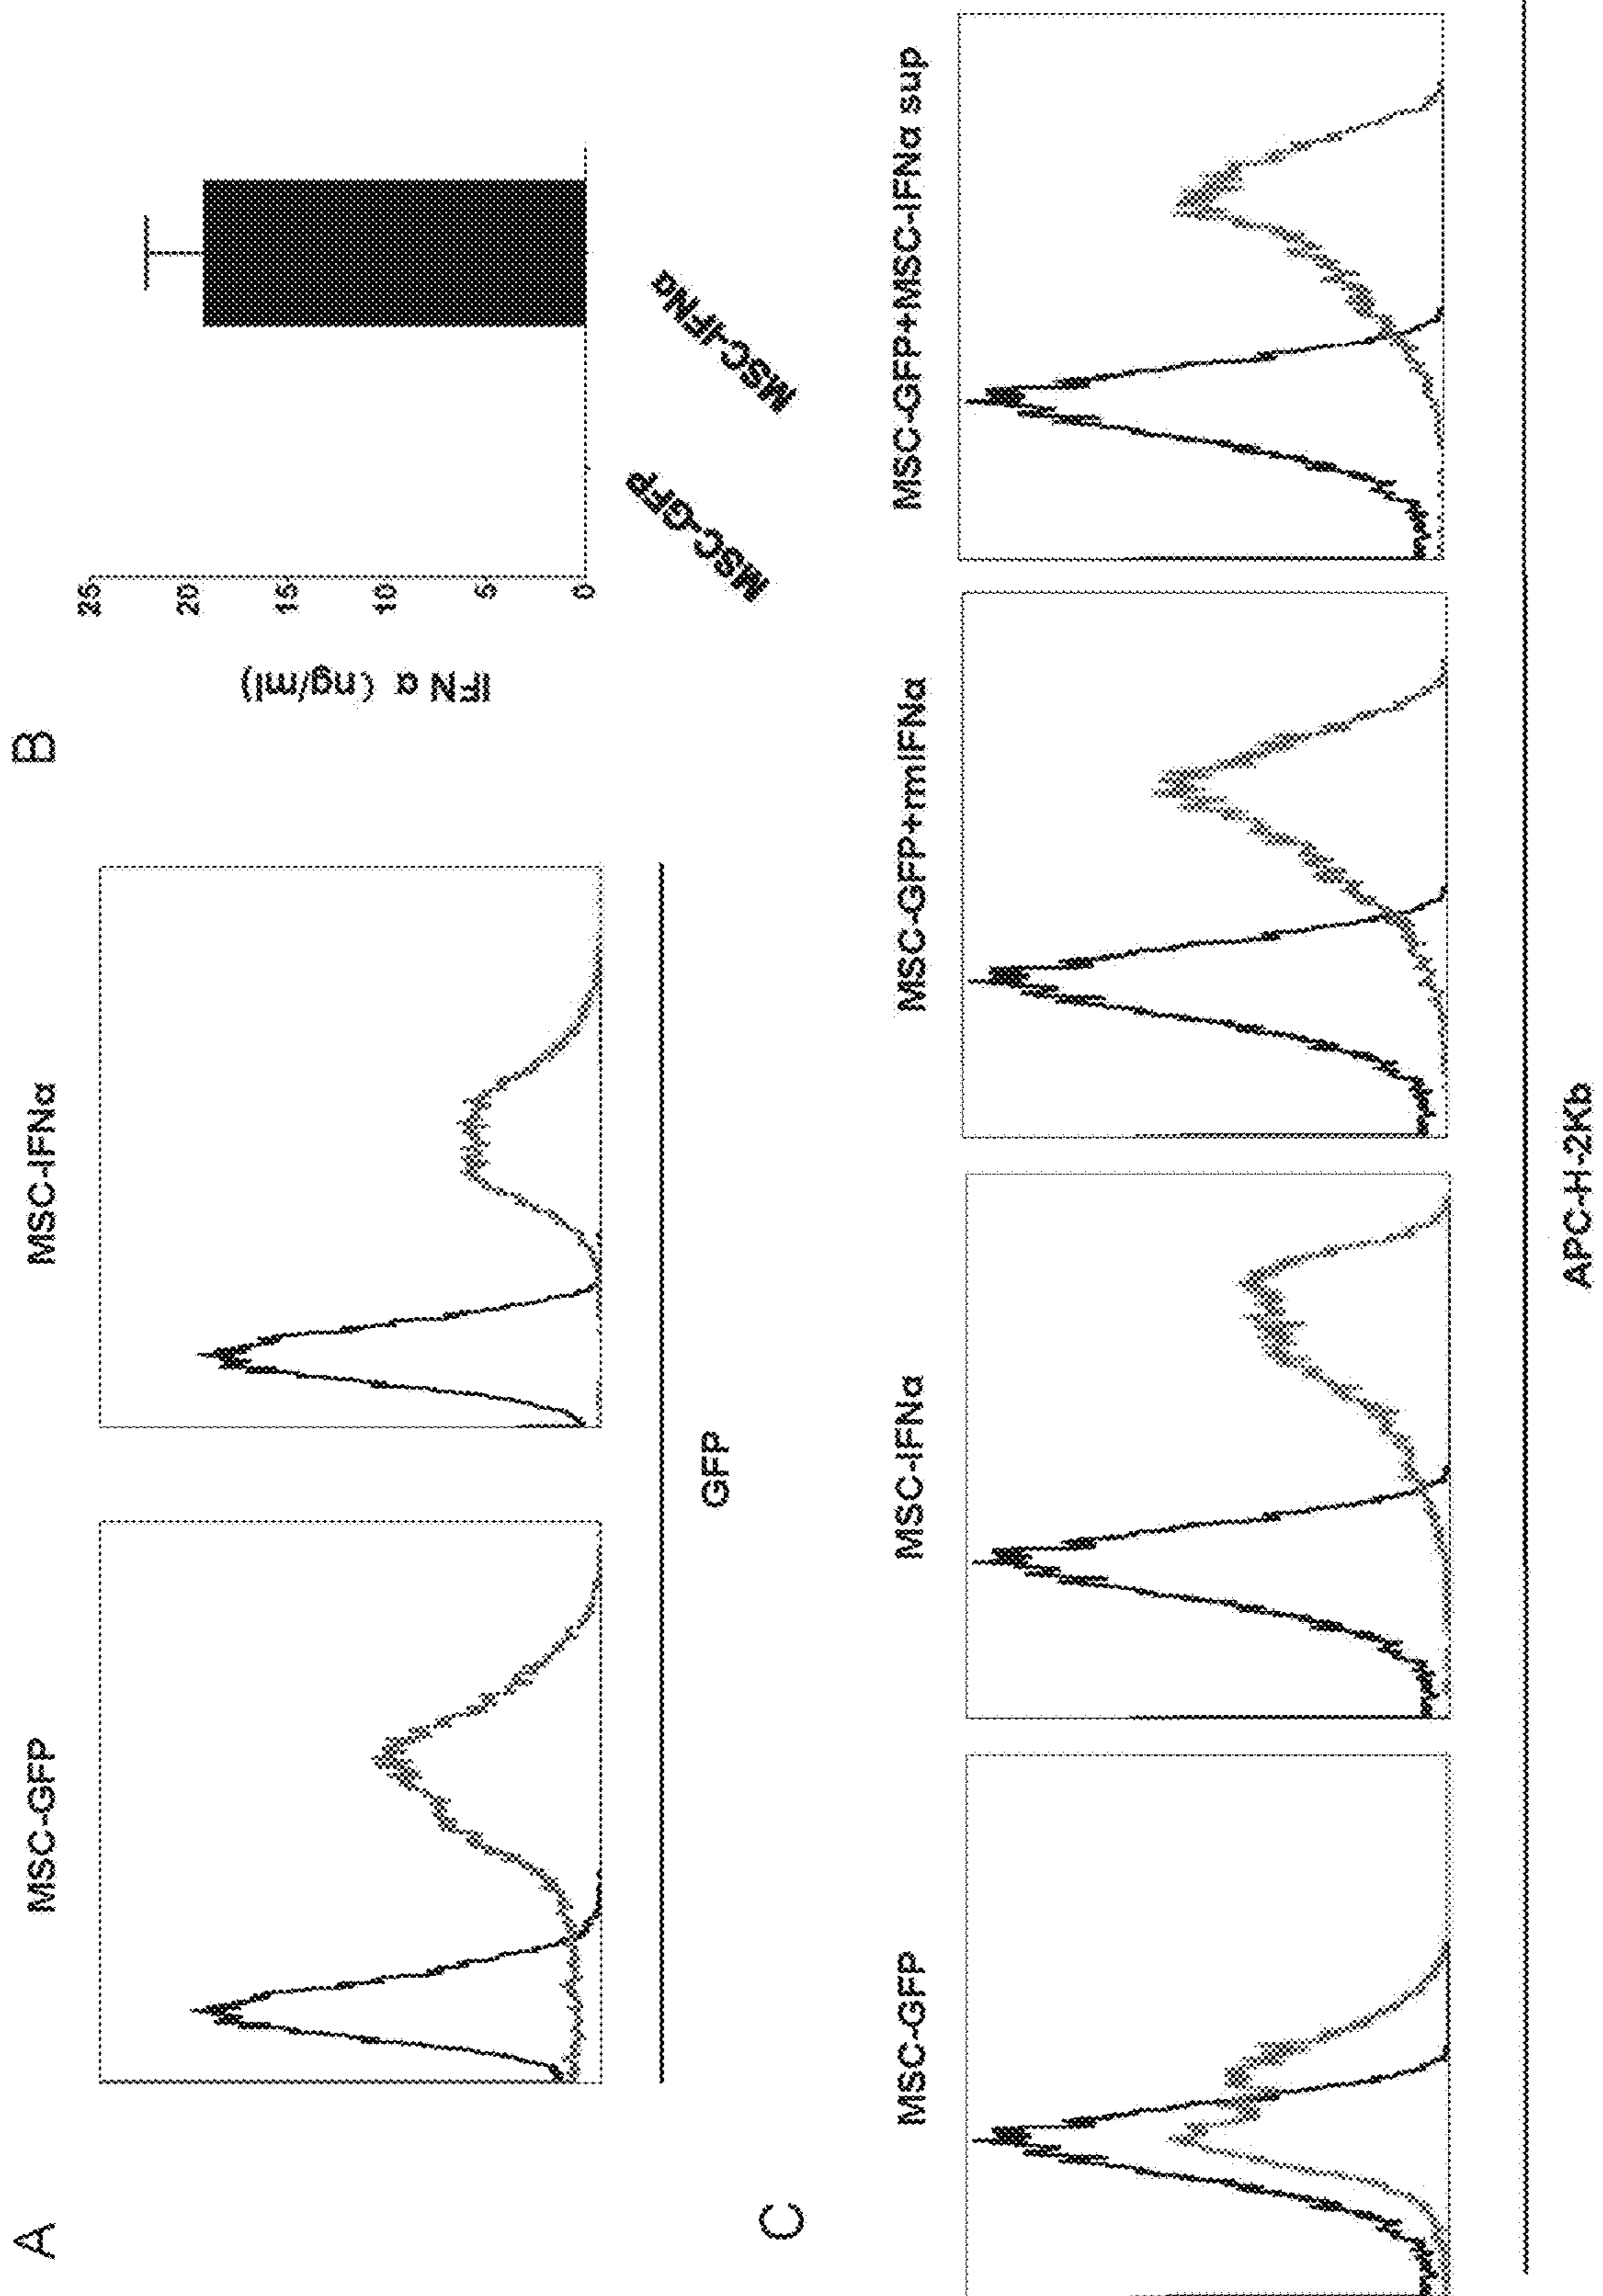 A
MSC-GFP
MSC-IFNα
GFP
B
IFN α (ng/ml)
25
20
15
10
5
0
MSC-GFP
MSC-IFNα
C
MSC-GFP
MSC-IFNα
MSC-GFP+rmIFNα
MSC-GFP+MSC-IFNα sup
APC-H-2Kb